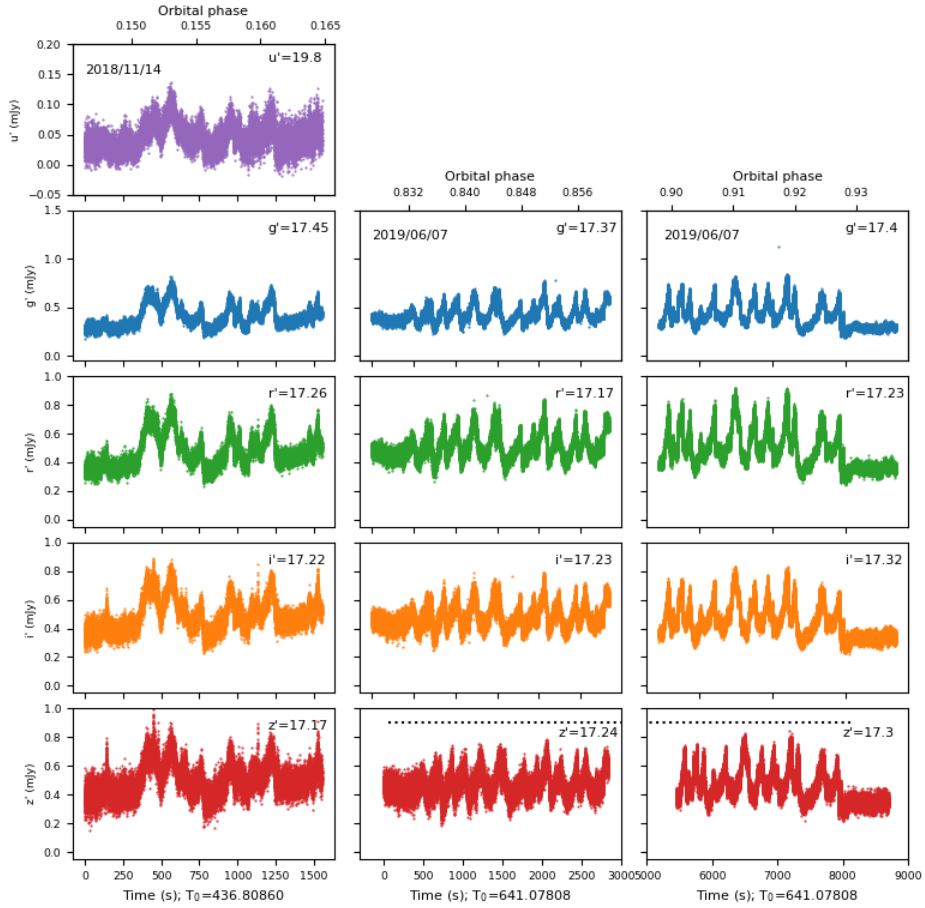 Orbital phase
0.150 0.155 0.160 0.165
0.20
0.15
0.10
0.05
0.00
−0.05
u' (mJy)
2018/11/14
u'=19.8
Orbital phase
0.832 0.840 0.848 0.856
Orbital phase
0.90 0.91 0.92 0.93
1.5
1.0
0.5
0.0
g' (mJy)
g'=17.45
2019/06/07
g'=17.37
2019/06/07
g'=17.4
1.0
0.8
0.6
0.4
0.2
0.0
r' (mJy)
r'=17.26
r'=17.17
r'=17.23
1.0
0.8
0.6
0.4
0.2
0.0
i' (mJy)
i'=17.22
i'=17.23
i'=17.32
1.0
0.8
0.6
0.4
0.2
0.0
z' (mJy)
z'=17.17
z'=17.24
z'=17.3
0 250 500 750 1000 1250 1500
Time (s); T₀=436.80860
0 500 1000 1500 2000 2500 3000
Time (s); T₀=641.07808
5000 6000 7000 8000 9000
Time (s); T₀=641.07808